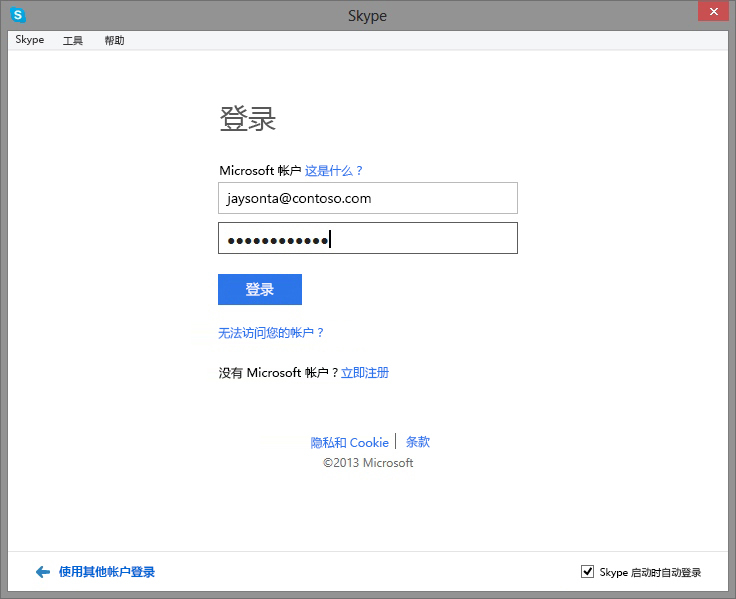 Skype
Skype 工具 帮助
登录
Microsoft 帐户 这是什么？
jaysonta@contoso.com
●●●●●●●●●●●●
登录
无法访问您的帐户？
没有 Microsoft 帐户？立即注册
隐私和 Cookie | 条款
©2013 Microsoft
使用其他帐户登录
Skype 启动时自动登录